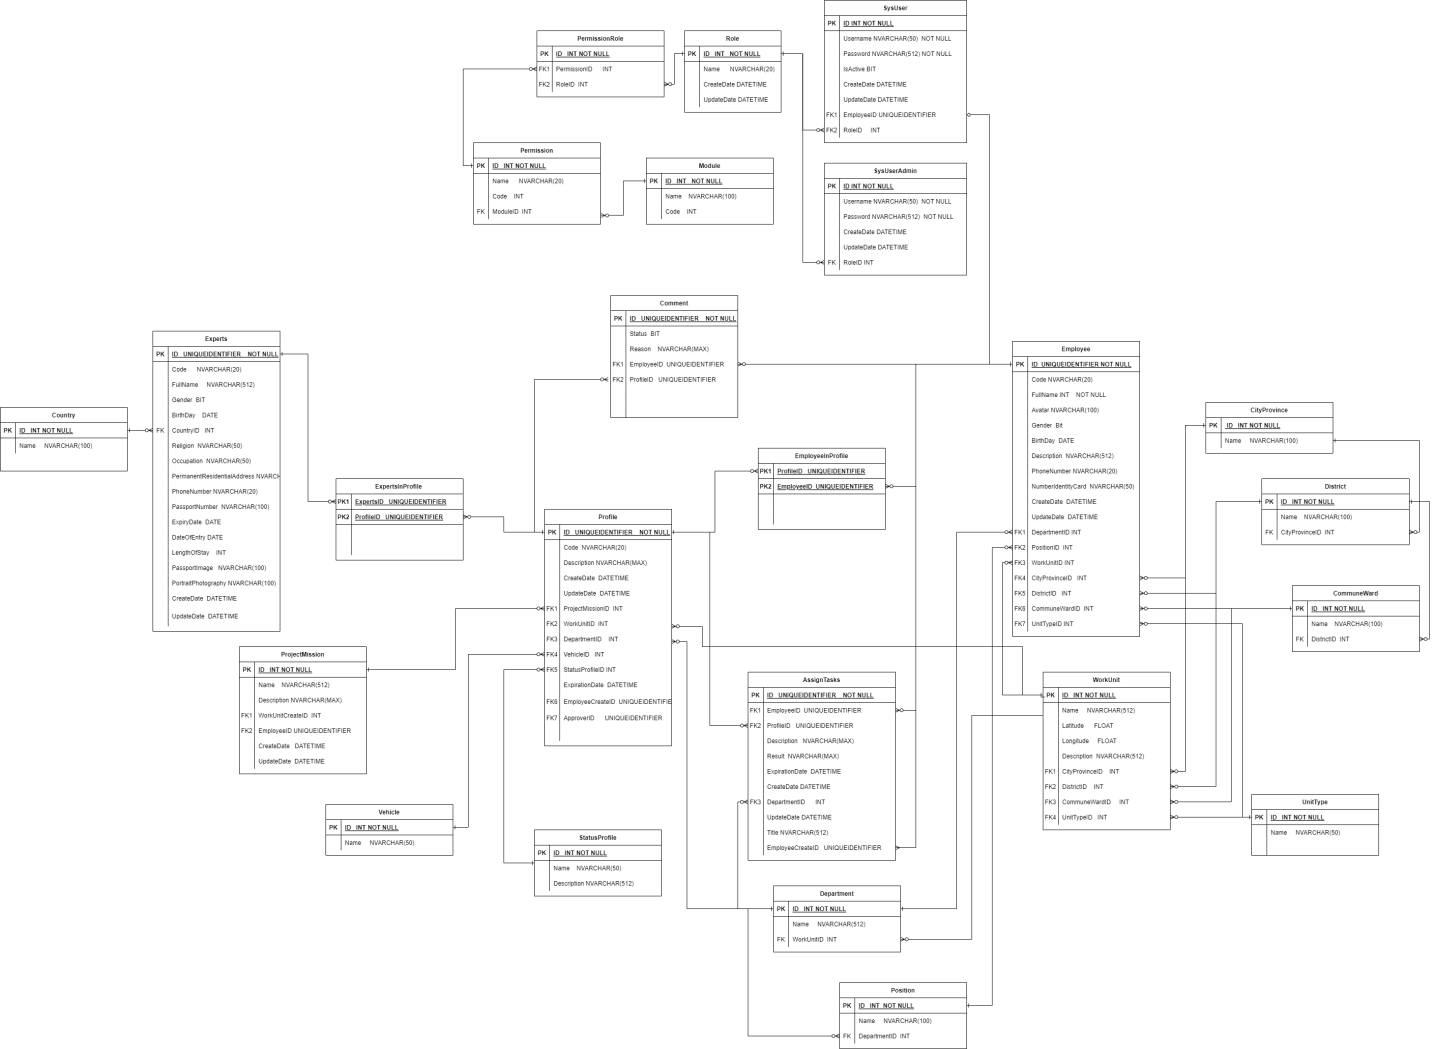 SysUser
PK ID INT NOT NULL
Username NVARCHAR(50) NOT NULL
Password NVARCHAR(512) NOT NULL
IsActive BIT
CreateDate DATETIME
UpdateDate DATETIME
FK1 EmployeeID UNIQUEIDENTIFIER
FK2 RoleID INT
PermissionRole
PK ID INT NOT NULL
FK1 PermissionID INT
FK2 RoleID INT
Role
PK ID INT NOT NULL
Name NVARCHAR(20)
CreateDate DATETIME
UpdateDate DATETIME
Permission
PK ID INT NOT NULL
Name NVARCHAR(20)
Code INT
FK ModuleID INT
Module
PK ID INT NOT NULL
Name NVARCHAR(100)
Code INT
SysUserAdmin
PK ID INT NOT NULL
Username NVARCHAR(50) NOT NULL
Password NVARCHAR(512) NOT NULL
CreateDate DATETIME
UpdateDate DATETIME
FK RoleID INT
Comment
PK ID UNIQUEIDENTIFIER NOT NULL
Status BIT
Reason NVARCHAR(MAX)
FK1 EmployeeID UNIQUEIDENTIFIER
FK2 ProfileID UNIQUEIDENTIFIER
Experts
PK ID UNIQUEIDENTIFIER NOT NULL
Code NVARCHAR(20)
FullName NVARCHAR(512)
Gender BIT
BirthDay DATE
FK CountryID INT
Religion NVARCHAR(50)
Occupation NVARCHAR(50)
PermanentResidentialAddress NVARCH
PhoneNumber NVARCHAR(20)
PassportNumber NVARCHAR(100)
ExpiryDate DATE
DateOfEntry DATE
LengthOfStay INT
PassportImage NVARCHAR(100)
PortraitPhotography NVARCHAR(100)
CreateDate DATETIME
UpdateDate DATETIME
Country
PK ID INT NOT NULL
Name NVARCHAR(100)
Employee
PK ID UNIQUEIDENTIFIER NOT NULL
Code NVARCHAR(20)
FullName INT NOT NULL
Avatar NVARCHAR(100)
Gender Bit
BirthDay DATE
Description NVARCHAR(512)
PhoneNumber NVARCHAR(20)
NumberIdentityCard NVARCHAR(50)
CreateDate DATETIME
UpdateDate DATETIME
FK1 DepartmentID INT
FK2 PositionID INT
FK3 WorkUnitID INT
FK4 CityProvinceID INT
FK5 DistrictID INT
FK6 CommuneWardID INT
FK7 UnitTypeID INT
CityProvince
PK ID INT NOT NULL
Name NVARCHAR(100)
District
PK ID INT NOT NULL
Name NVARCHAR(100)
FK CityProvinceID INT
CommuneWard
PK ID INT NOT NULL
Name NVARCHAR(100)
FK DistrictID INT
EmployeeInProfile
PK1 ProfileID UNIQUEIDENTIFIER
PK2 EmployeeID UNIQUEIDENTIFIER
ExpertsInProfile
PK1 ExpertsID UNIQUEIDENTIFIER
PK2 ProfileID UNIQUEIDENTIFIER
Profile
PK ID UNIQUEIDENTIFIER NOT NULL
Code NVARCHAR(20)
Description NVARCHAR(MAX)
CreateDate DATETIME
UpdateDate DATETIME
FK1 ProjectMissionID INT
FK2 WorkUnitID INT
FK3 DepartmentID INT
FK4 VehicleID INT
FK5 StatusProfileID INT
ExpirationDate DATETIME
FK6 EmployeeCreateID UNIQUEIDENTIFIE
FK7 ApproverID UNIQUEIDENTIFIER
ProjectMission
PK ID INT NOT NULL
Name NVARCHAR(512)
Description NVARCHAR(MAX)
FK1 WorkUnitCreateID INT
FK2 EmployeeID UNIQUEIDENTIFIER
CreateDate DATETIME
UpdateDate DATETIME
AssignTasks
PK ID UNIQUEIDENTIFIER NOT NULL
FK1 EmployeeID UNIQUEIDENTIFIER
FK2 ProfileID UNIQUEIDENTIFIER
Description NVARCHAR(MAX)
Result NVARCHAR(MAX)
ExpirationDate DATETIME
CreateDate DATETIME
FK3 DepartmentID INT
UpdateDate DATETIME
Title NVARCHAR(512)
EmployeeCreateID UNIQUEIDENTIFIER
WorkUnit
PK ID INT NOT NULL
Name NVARCHAR(512)
Latitude FLOAT
Longitude FLOAT
Description NVARCHAR(512)
FK1 CityProvinceID INT
FK2 DistrictID INT
FK3 CommuneWardID INT
FK4 UnitTypeID INT
UnitType
PK ID INT NOT NULL
Name NVARCHAR(50)
Vehicle
PK ID INT NOT NULL
Name NVARCHAR(50)
StatusProfile
PK ID INT NOT NULL
Name NVARCHAR(50)
Description NVARCHAR(512)
Department
PK ID INT NOT NULL
Name NVARCHAR(512)
FK WorkUnitID INT
Position
PK ID INT NOT NULL
Name NVARCHAR(100)
FK DepartmentID INT